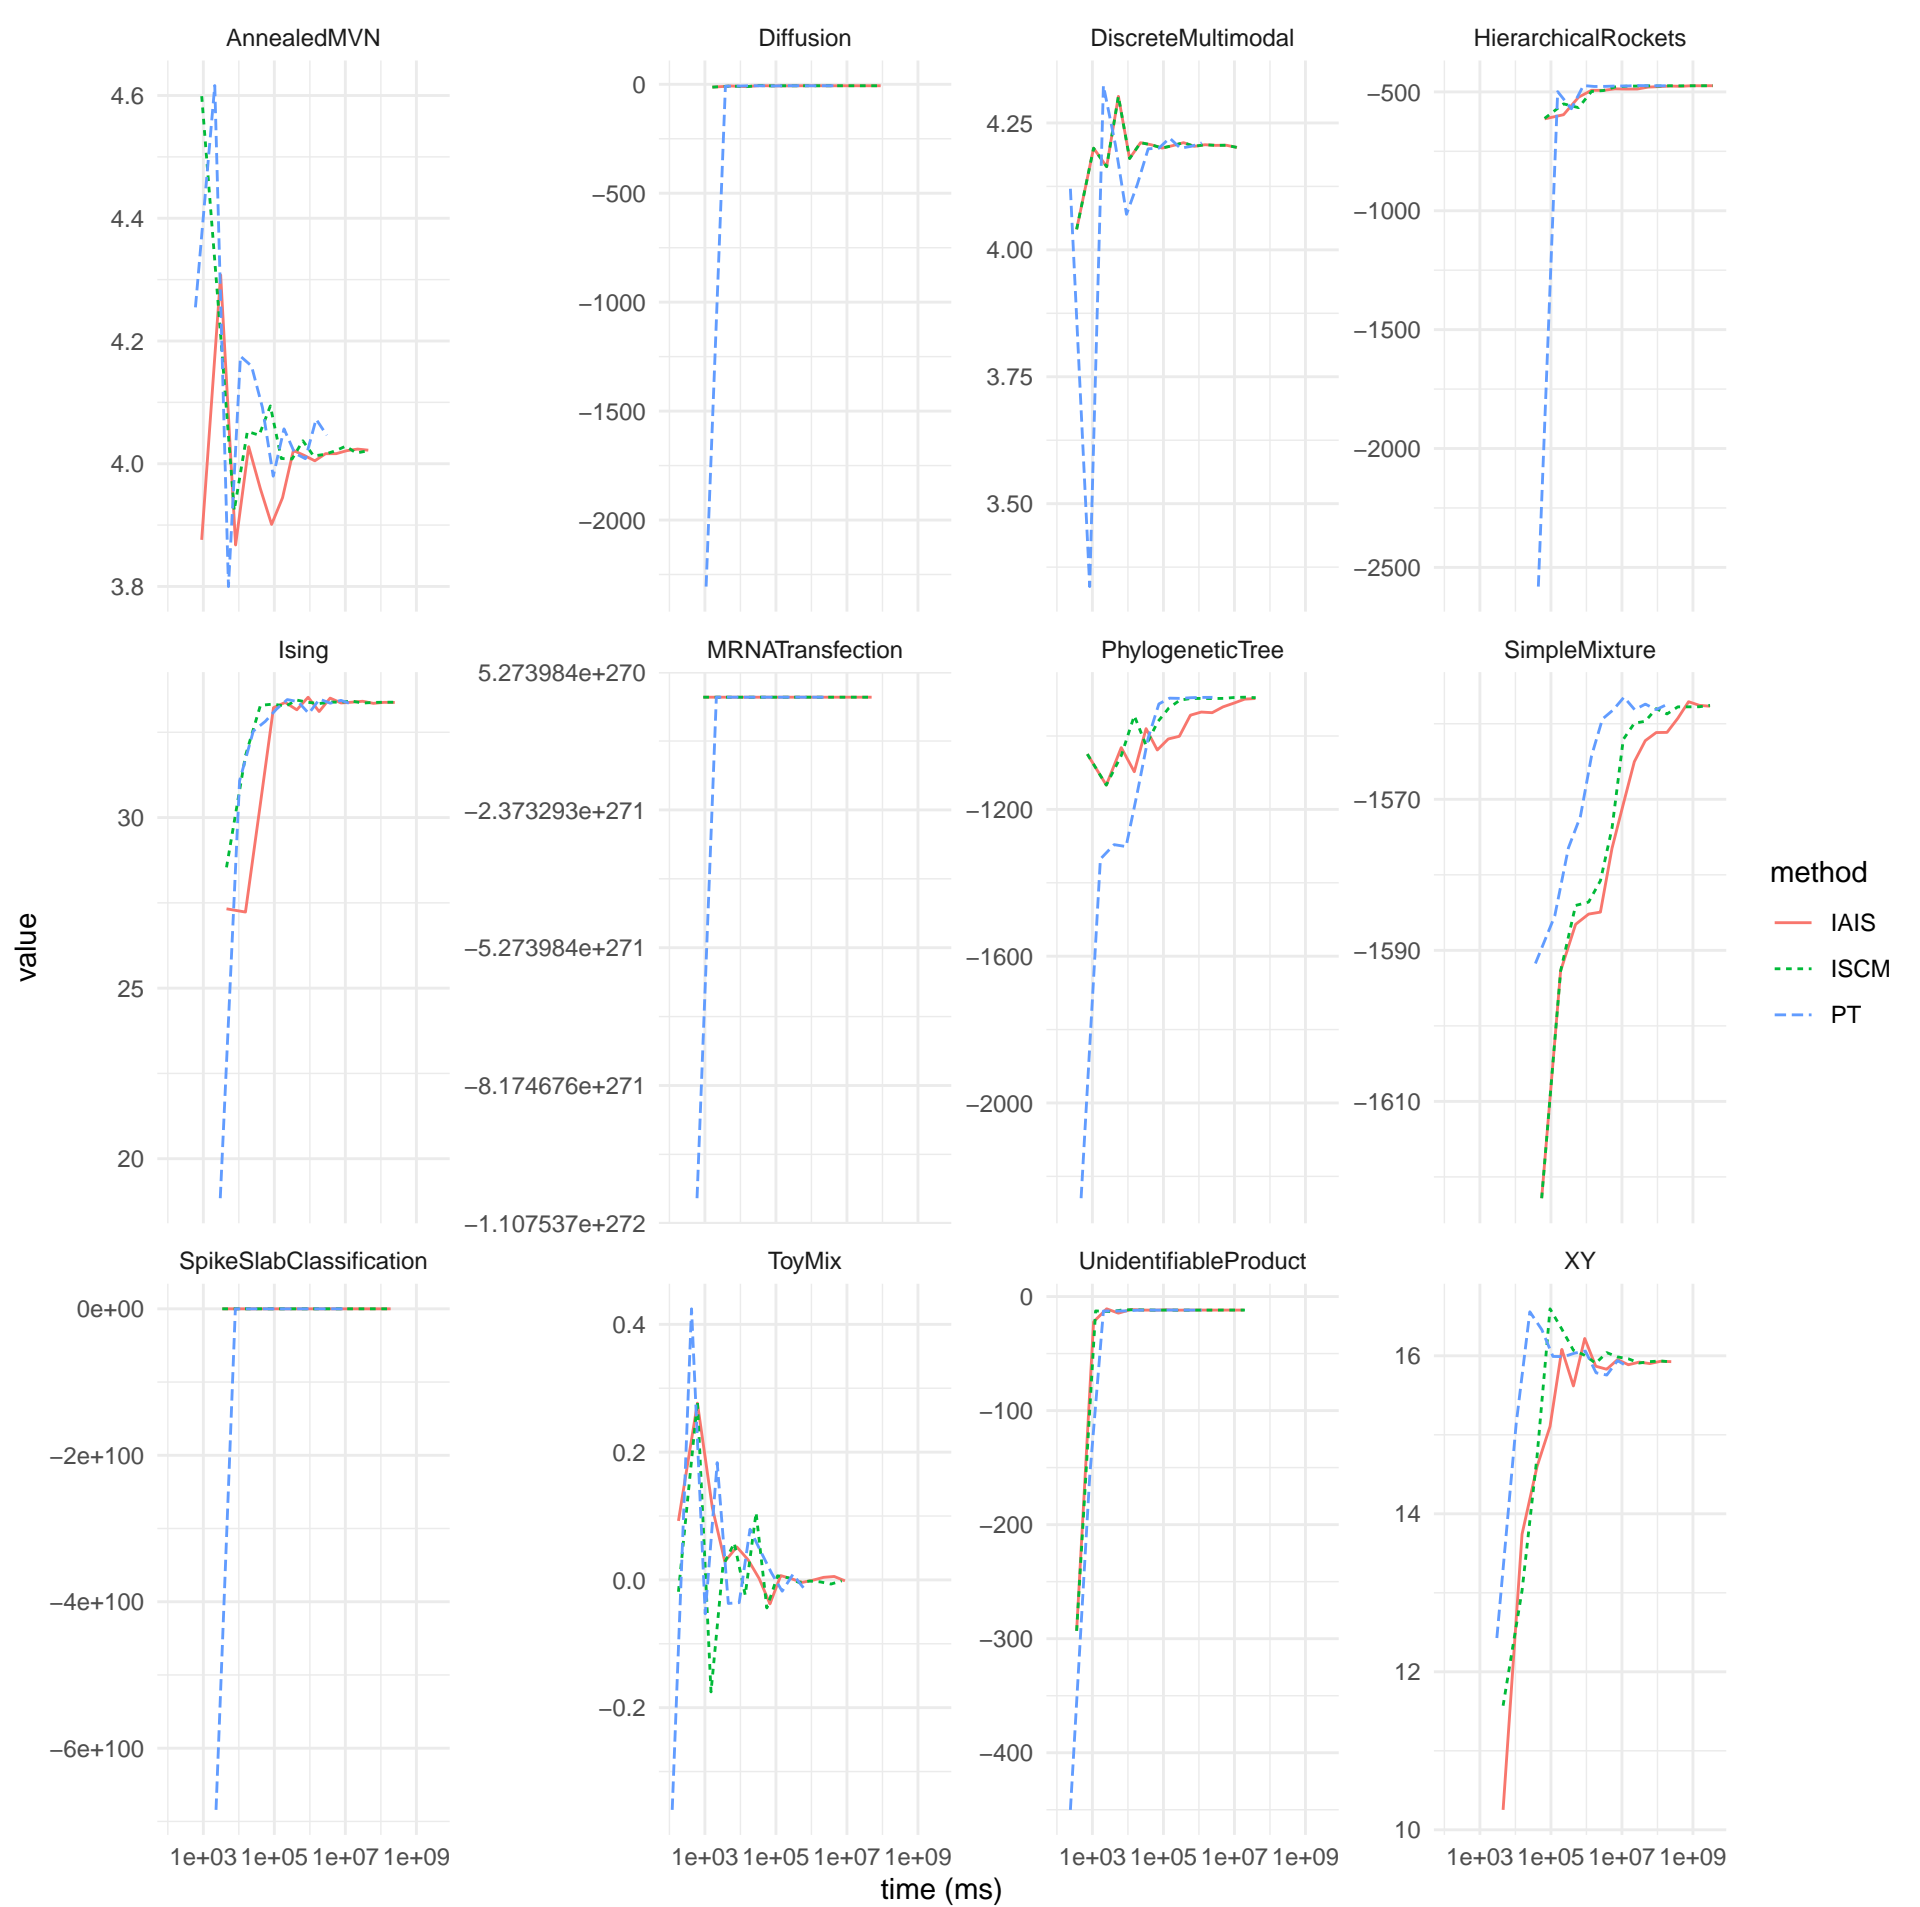 AnnealedMVN Diffusion DiscreteMultimodal HierarchicalRockets
4.6
4.4
4.2
4.0
3.8
0
−500
−1000
−1500
−2000
4.25
4.00
3.75
3.50
−500
−1000
−1500
−2000
−2500
Ising MRNATransfection PhylogeneticTree SimpleMixture
30
25
20
5.273984e+270
−2.373293e+271
−5.273984e+271
−8.174676e+271
−1.107537e+272
−1200
−1600
−2000
−1570
−1590
−1610
SpikeSlabClassification ToyMix UnidentifiableProduct XY
0e+00
−2e+100
−4e+100
−6e+100
0.4
0.2
0.0
−0.2
0
−100
−200
−300
−400
16
14
12
10
1e+03 1e+05 1e+07 1e+09 1e+03 1e+05 1e+07 1e+09 1e+03 1e+05 1e+07 1e+09 1e+03 1e+05 1e+07 1e+09
time (ms)
value
method
IAIS
ISCM
PT